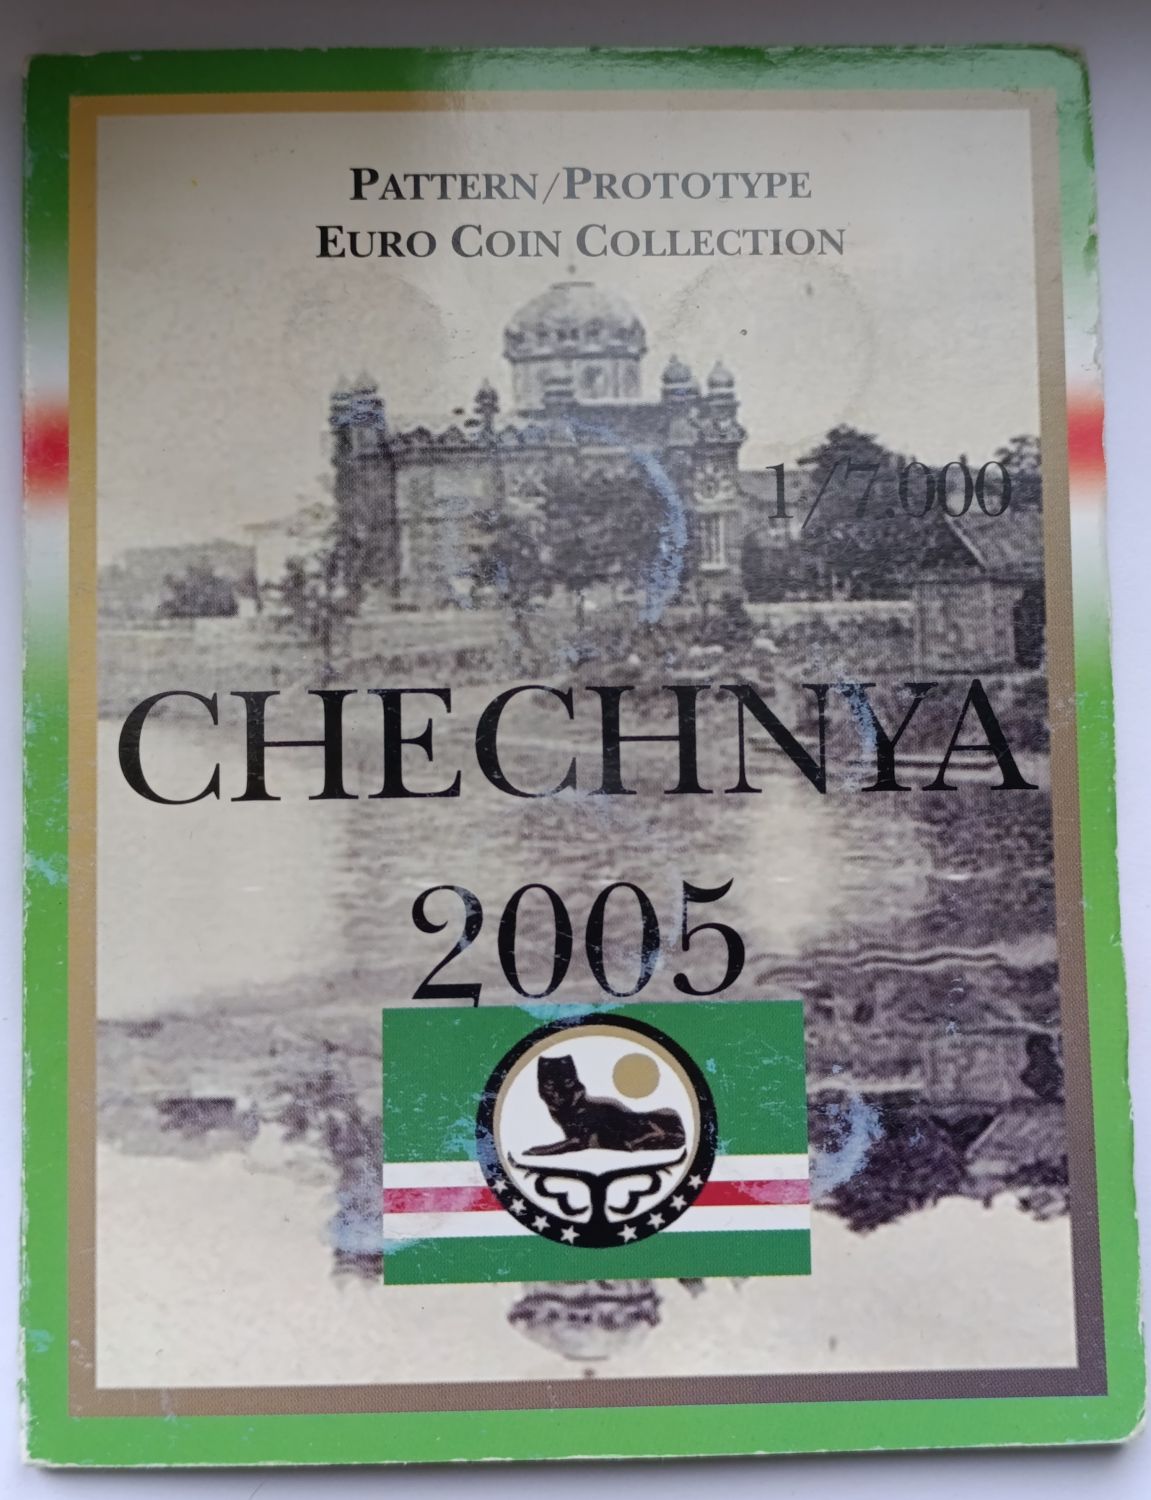 PATTERN/PROTOTYPE
EURO COIN COLLECTION
1/7.000
CHECHNYA
2005